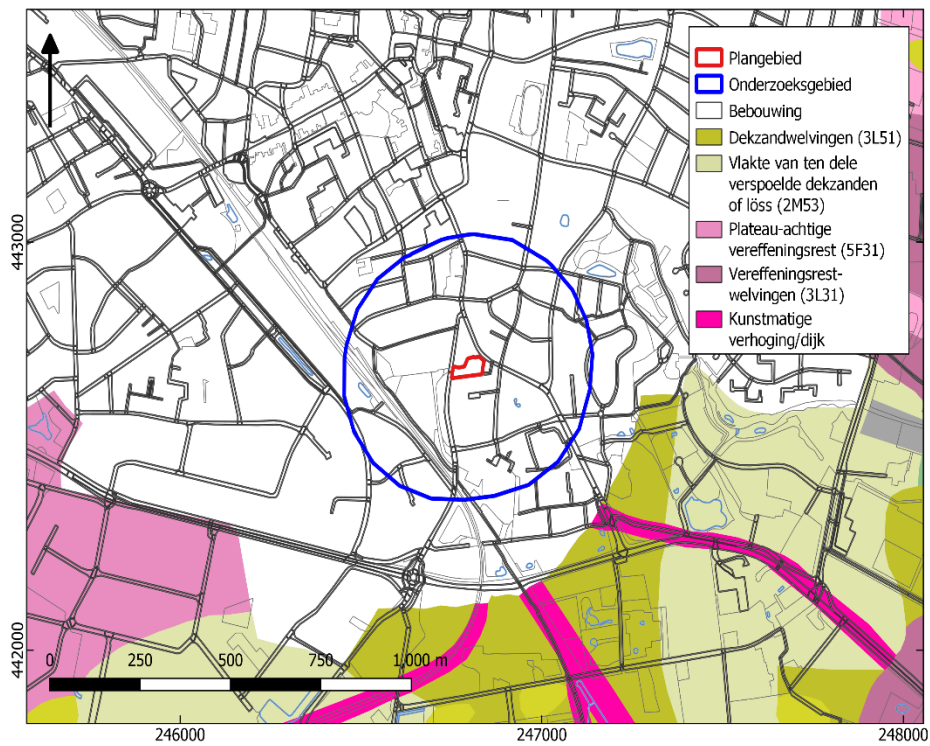 Plangebied
Onderzoeksgebied
Bebouwing
Dekzandwelvingen (3L51)
Vlakte van ten dele
verspoelde dekzanden
of löss (2M53)
Plateau-achtige
vereffeningsrest (5F31)
Vereffeningsrest-
welvingen (3L31)
Kunstmatige
verhoging/dijk
443000
442000
0 250 500 750 1.000 m
246000 247000 248000